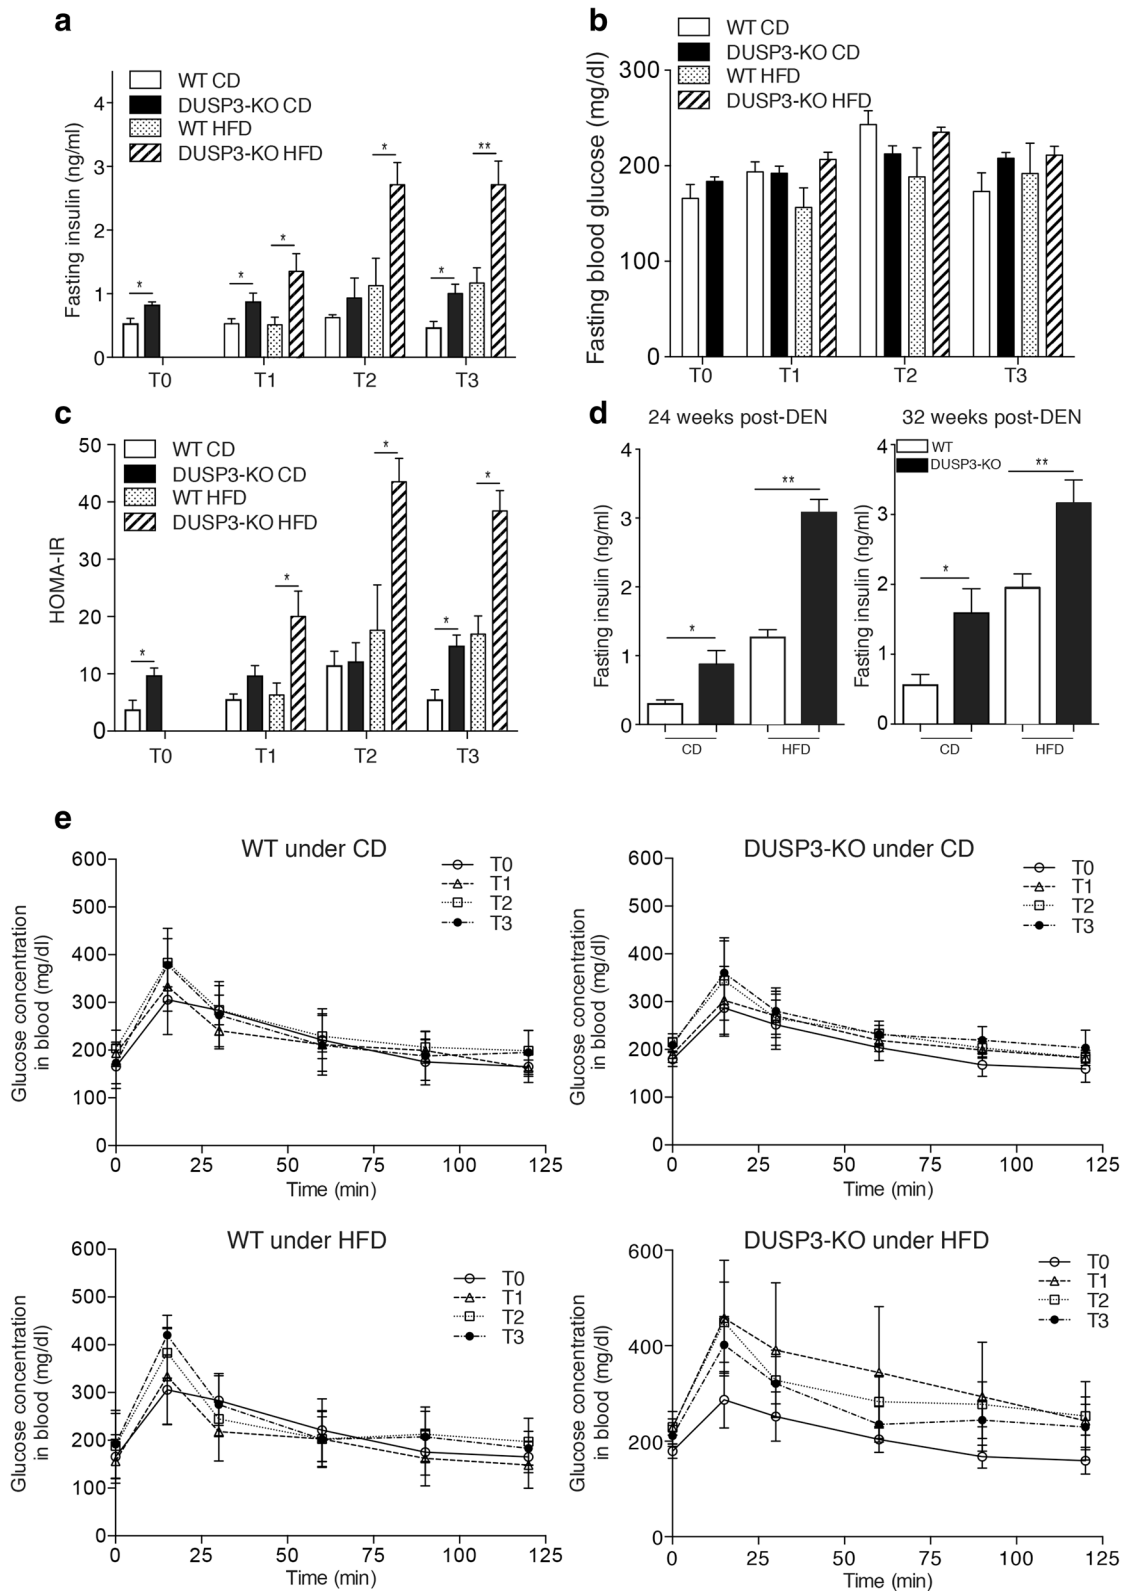 a
WT CD
DUSP3-KO CD
WT HFD
DUSP3-KO HFD
Fasting insulin (ng/ml)
4
3
2
1
0
* * * * * **
T0 T1 T2 T3
b
WT CD
DUSP3-KO CD
WT HFD
DUSP3-KO HFD
Fasting blood glucose (mg/dl)
300
200
100
0
T0 T1 T2 T3
c
WT CD
DUSP3-KO CD
WT HFD
DUSP3-KO HFD
HOMA-IR
50
40
30
20
10
0
* * * * *
T0 T1 T2 T3
d
24 weeks post-DEN
Fasting insulin (ng/ml)
4
3
2
1
0
* **
CD HFD
32 weeks post-DEN
WT
DUSP3-KO
Fasting insulin (ng/ml)
4
3
2
1
0
* **
CD HFD
e
WT under CD
T0
T1
T2
T3
Glucose concentration
in blood (mg/dl)
600
500
400
300
200
100
0
0 25 50 75 100 125
Time (min)
DUSP3-KO under CD
T0
T1
T2
T3
Glucose concentration
in blood (mg/dl)
600
500
400
300
200
100
0
0 25 50 75 100 125
Time (min)
WT under HFD
T0
T1
T2
T3
Glucose concentration
in blood (mg/dl)
600
500
400
300
200
100
0
0 25 50 75 100 125
Time (min)
DUSP3-KO under HFD
T0
T1
T2
T3
Glucose concentration
in blood (mg/dl)
600
400
200
0
0 25 50 75 100 125
Time (min)